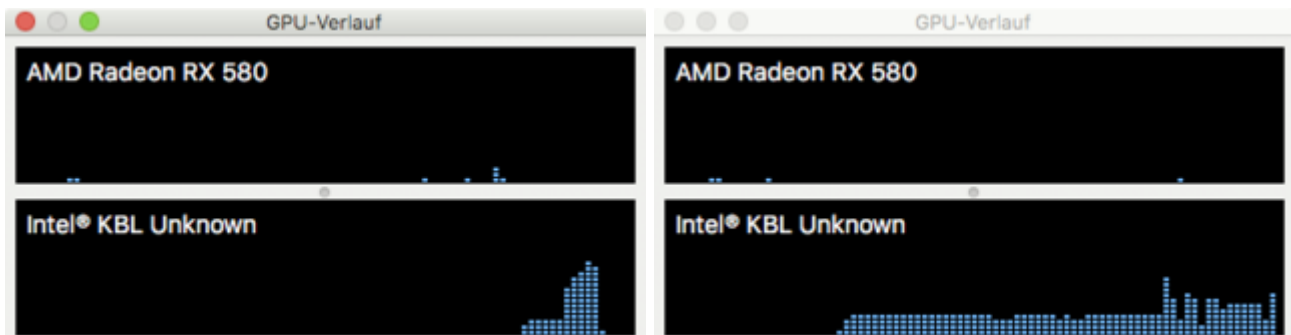 GPU-Verlauf
AMD Radeon RX 580
Intel® KBL Unknown
GPU-Verlauf
AMD Radeon RX 580
Intel® KBL Unknown